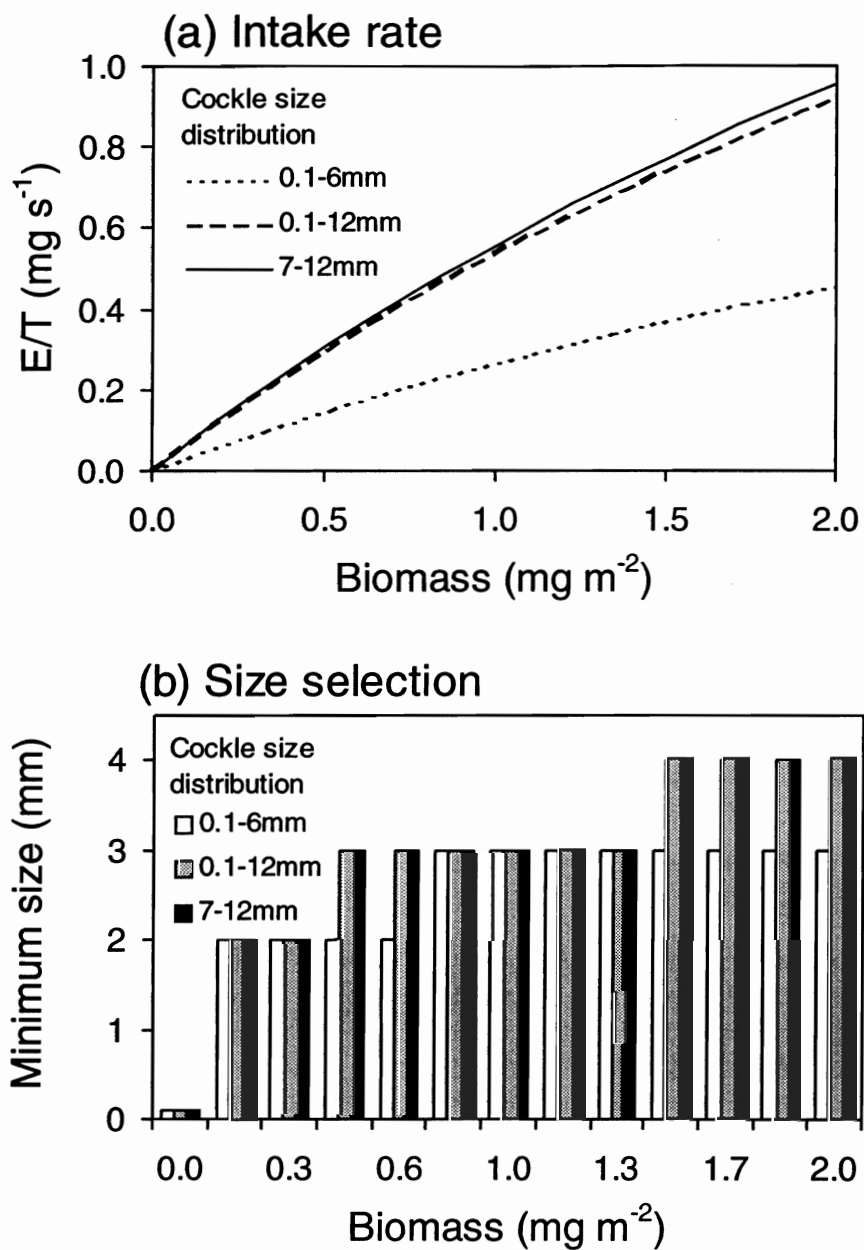 (a) Intake rate
1.0
0.8
0.6
0.4
0.2
0.0
E/T (mg s⁻¹)
Cockle size
distribution
0.1-6mm
0.1-12mm
7-12mm
0.0 0.5 1.0 1.5 2.0
Biomass (mg m⁻²)
(b) Size selection
4
3
2
1
0
Minimum size (mm)
Cockle size
distribution
0.1-6mm
0.1-12mm
7-12mm
0.0 0.3 0.6 1.0 1.3 1.7 2.0
Biomass (mg m⁻²)